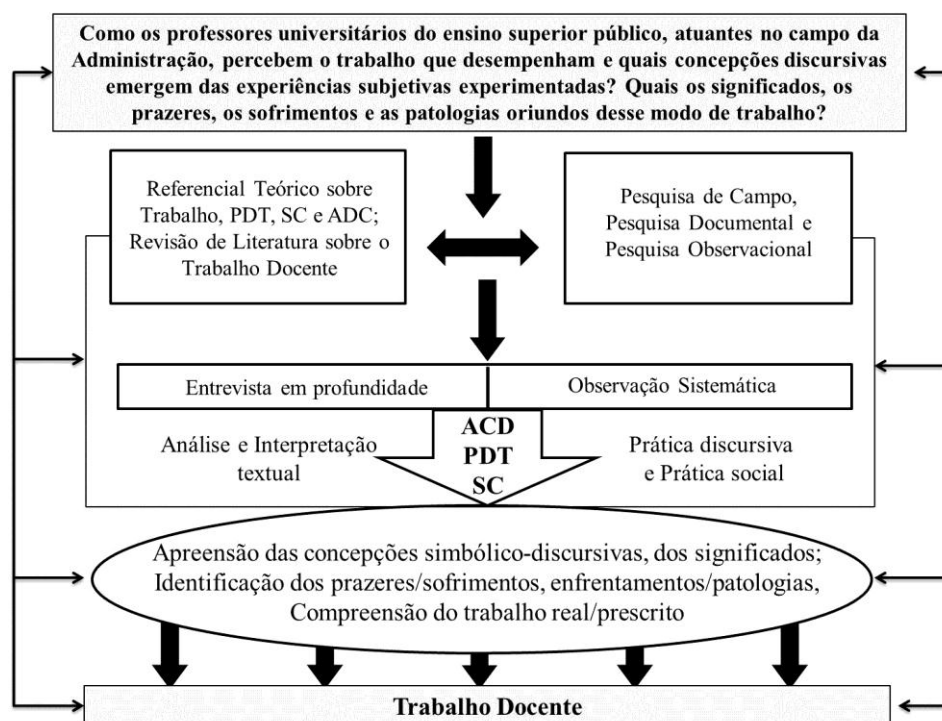 Como os professores universitários do ensino superior público, atuantes no campo da
Administração, percebem o trabalho que desempenham e quais concepções discursivas
emergem das experiências subjetivas experimentadas? Quais os significados, os
prazeres, os sofrimentos e as patologias oriundos desse modo de trabalho?
Referencial Teórico sobre
Trabalho, PDT, SC e ADC;
Revisão de Literatura sobre o
Trabalho Docente
Pesquisa de Campo,
Pesquisa Documental e
Pesquisa Observacional
Entrevista em profundidade
Observação Sistemática
Análise e Interpretação
textual
ACD
PDT
SC
Prática discursiva
e Prática social
Apreensão das concepções simbólico-discursivas, dos significados;
Identificação dos prazeres/sofrimentos, enfrentamentos/patologias,
Compreensão do trabalho real/prescrito
Trabalho Docente